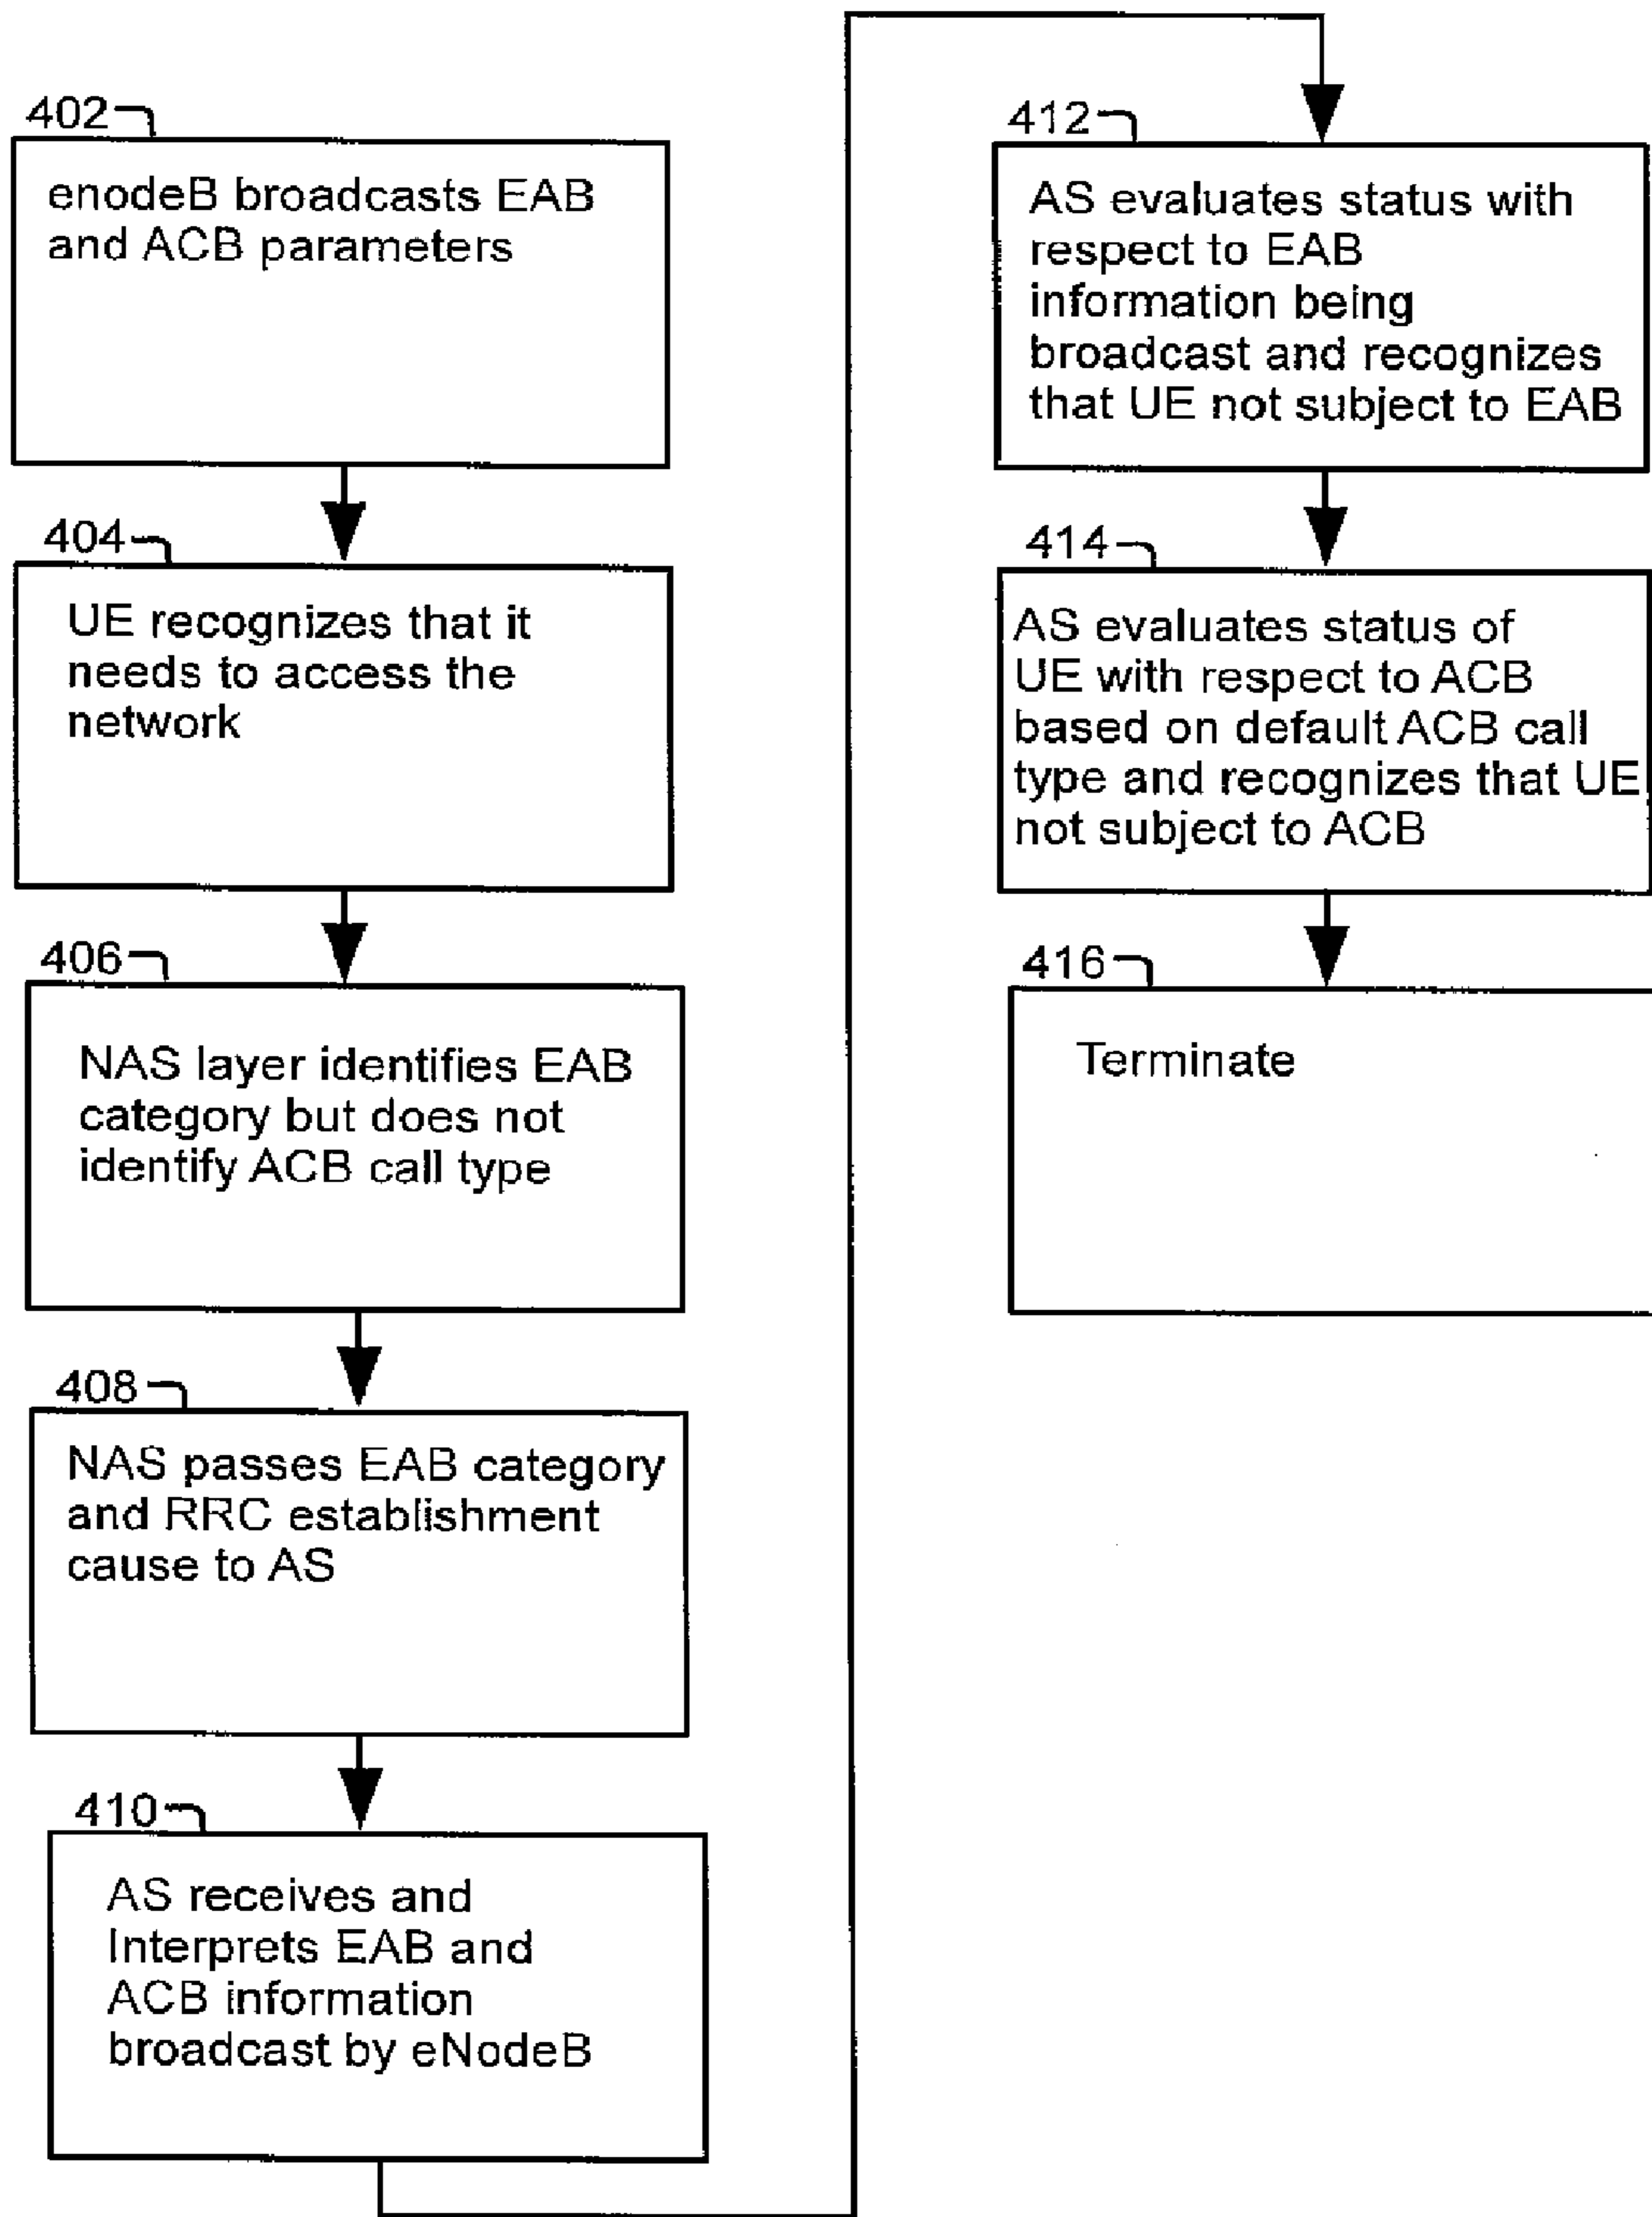 402
enodeB broadcasts EAB
and ACB parameters
404
UE recognizes that it
needs to access the
network
406
NAS layer identifies EAB
category but does not
identify ACB call type
408
NAS passes EAB category
and RRC establishment
cause to AS
410
AS receives and
Interprets EAB and
ACB information
broadcast by eNodeB
412
AS evaluates status with
respect to EAB
information being
broadcast and recognizes
that UE not subject to EAB
414
AS evaluates status of
UE with respect to ACB
based on default ACB call
type and recognizes that UE
not subject to ACB
416
Terminate